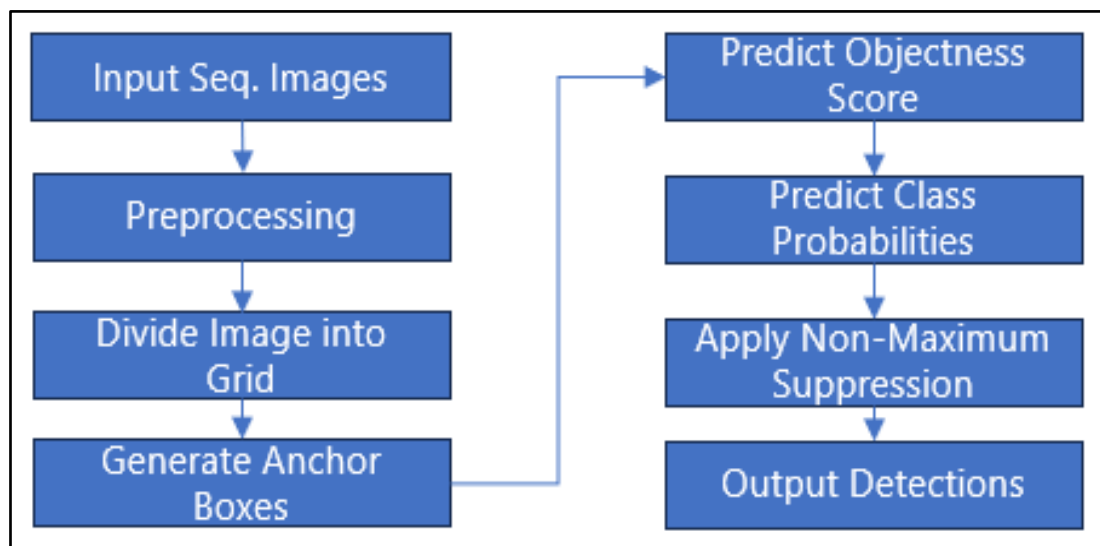 Input Seq. Images
Preprocessing
Divide Image into
Grid
Generate Anchor
Boxes
Predict Objectness
Score
Predict Class
Probabilities
Apply Non-Maximum
Suppression
Output Detections